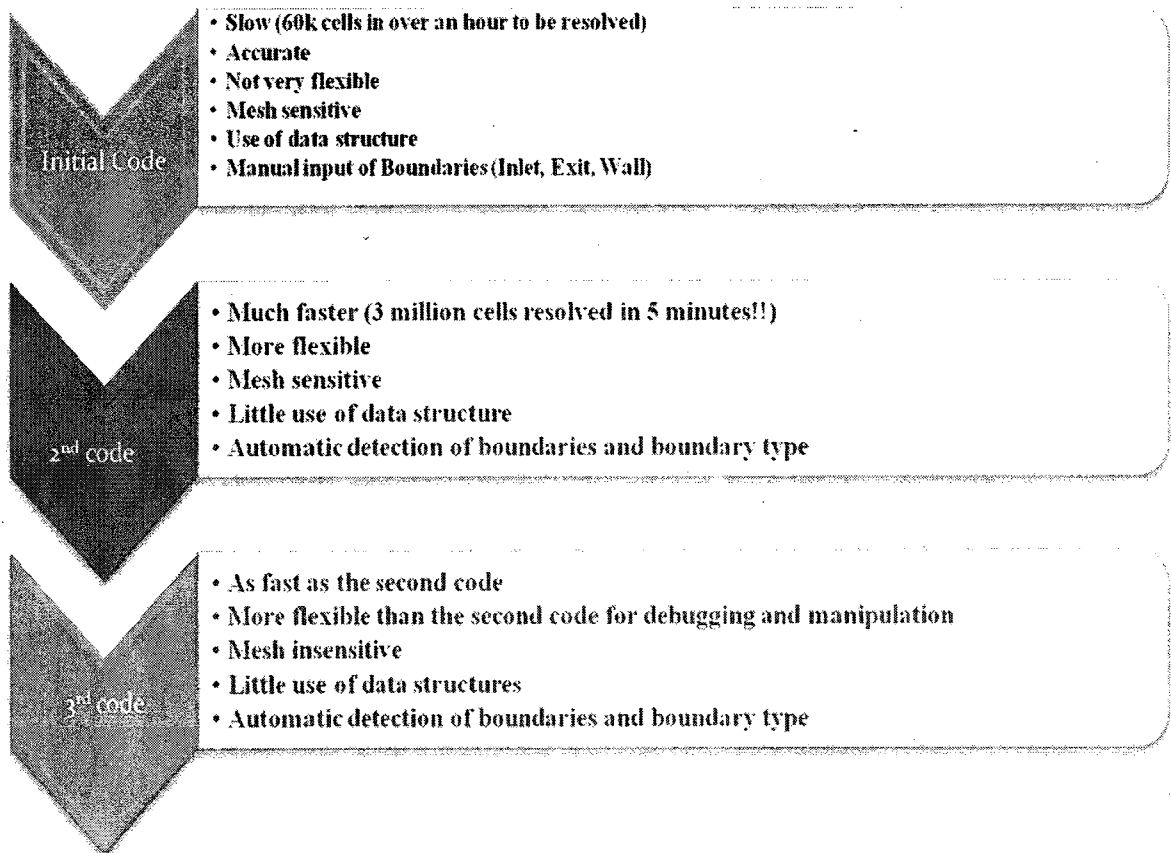 • Slow (60k cells in over an hour to be resolved)
• Accurate
• Not very flexible
• Mesh sensitive
• Use of data structure
• Manual input of Boundaries (Inlet, Exit, Wall)
Initial Code
• Much faster (3 million cells resolved in 5 minutes!!)
• More flexible
• Mesh sensitive
• Little use of data structure
• Automatic detection of boundaries and boundary type
2nd code
• As fast as the second code
• More flexible than the second code for debugging and manipulation
• Mesh insensitive
• Little use of data structures
• Automatic detection of boundaries and boundary type
3rd code